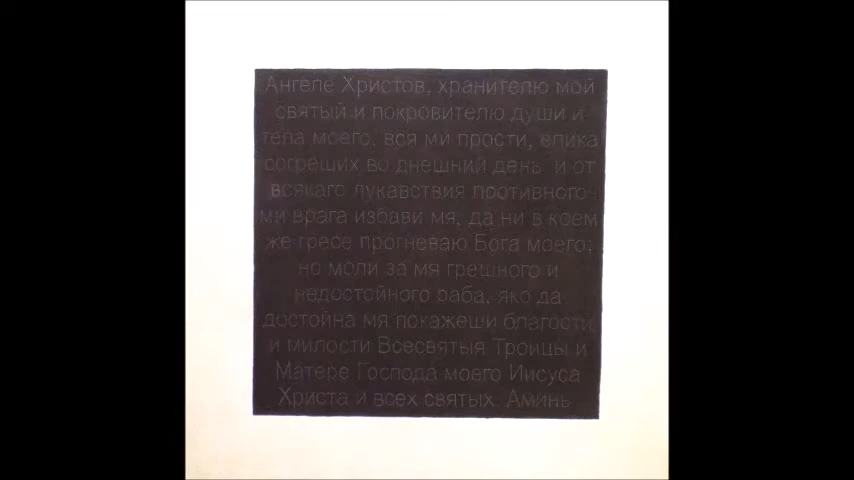 Ангеле Христов, хранителю мой
святый и покровителю души и
тела моего, вся ми прости, елика
согреших во днешний день, и от
всякаго лукавствия противного
ми врага избави мя, да ни в коем
же гресе прогневаю Бога моего;
но моли за мя грешного и
недостойного раба, яко да
достойна мя покажеши благости
и милости Всесвятыя Троицы и
Матере Господа моего Иисуса
Христа и всех святых. Аминь